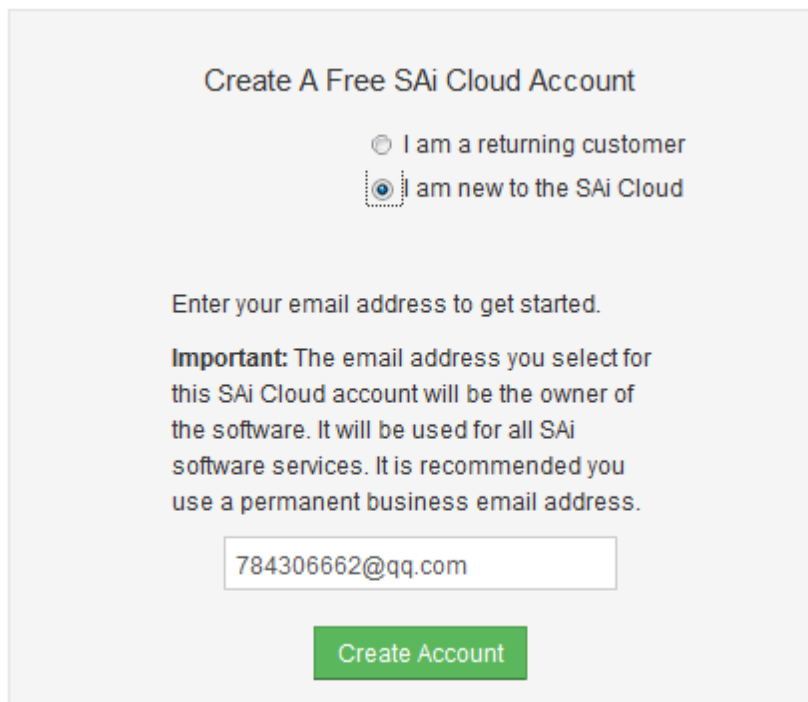 Create A Free SAi Cloud Account
I am a returning customer
I am new to the SAi Cloud
Enter your email address to get started.
Important: The email address you select for
this SAi Cloud account will be the owner of
the software. It will be used for all SAi
software services. It is recommended you
use a permanent business email address.
784306662@qq.com
Create Account